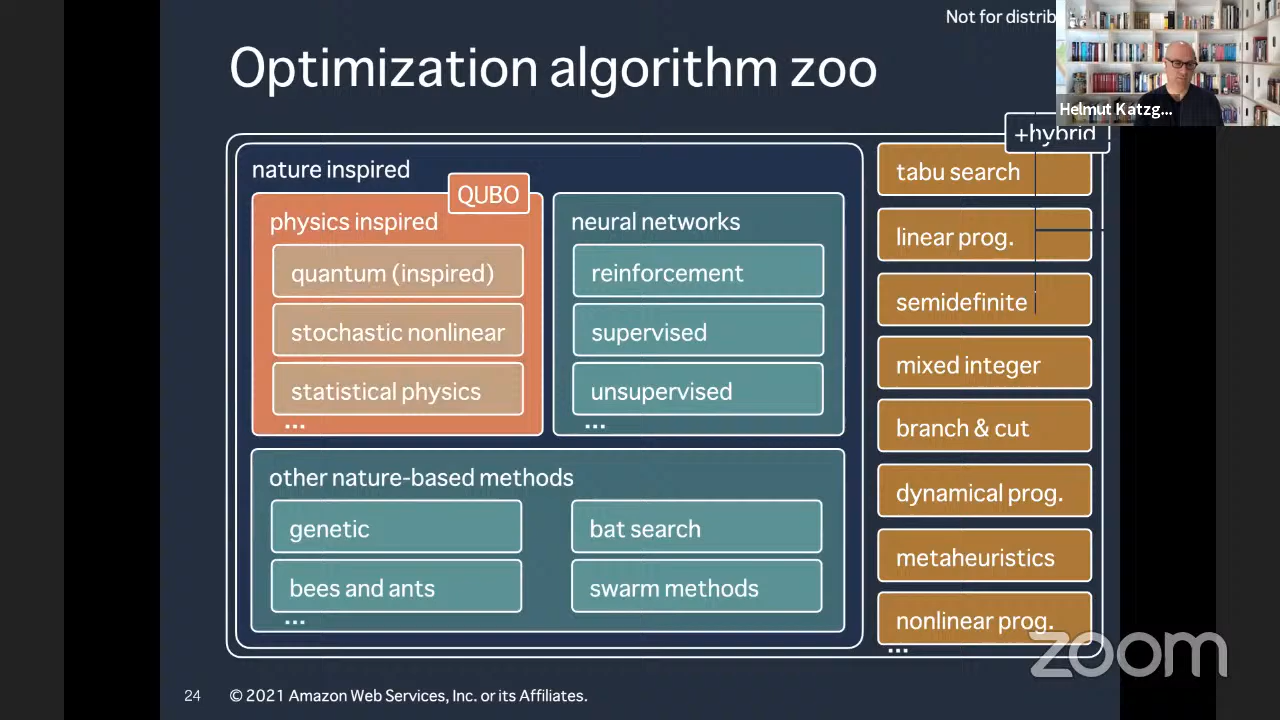 Not for distrib
Optimization algorithm zoo
Helmut Katzg...
+hybrid
nature inspired
QUBO
physics inspired
quantum (inspired)
stochastic nonlinear
statistical physics
...
neural networks
reinforcement
supervised
unsupervised
...
other nature-based methods
genetic
bat search
bees and ants
swarm methods
...
tabu search
linear prog.
semidefinite
mixed integer
branch & cut
dynamical prog.
metaheuristics
nonlinear prog.
...
zoom
24
© 2021 Amazon Web Services, Inc. or its Affiliates.